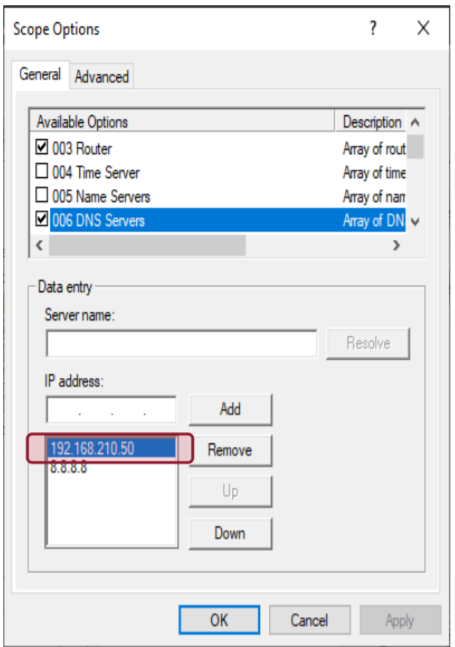 Scope Options ? X
General Advanced
Available Options Description
003 Router Array of rout
004 Time Server Array of time
005 Name Servers Array of nam
006 DNS Servers Array of DN
Data entry
Server name:
Resolve
IP address:
. . . Add
192.168.210.50 Remove
8.8.8.8
Up
Down
OK Cancel Apply